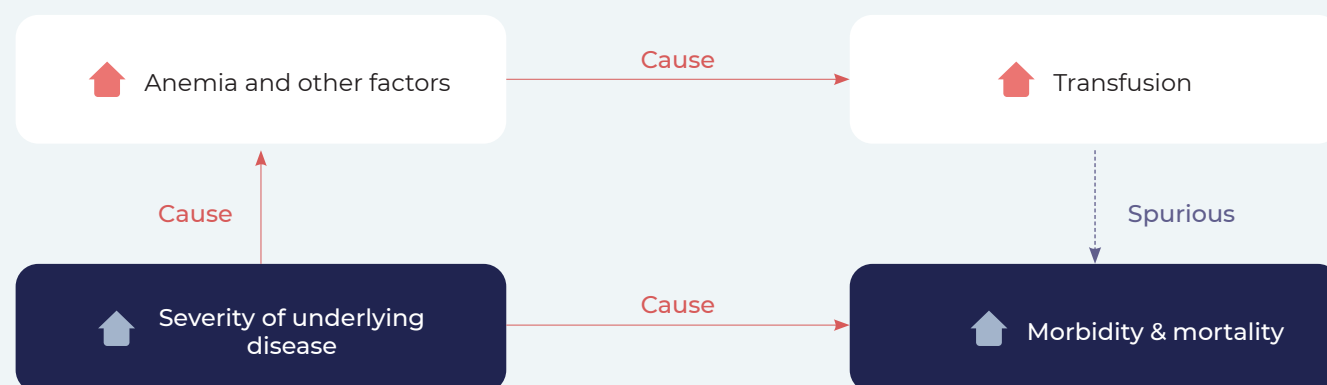 Anemia and other factors
Cause
Transfusion
Cause
Spurious
Severity of underlying
disease
Cause
Morbidity & mortality